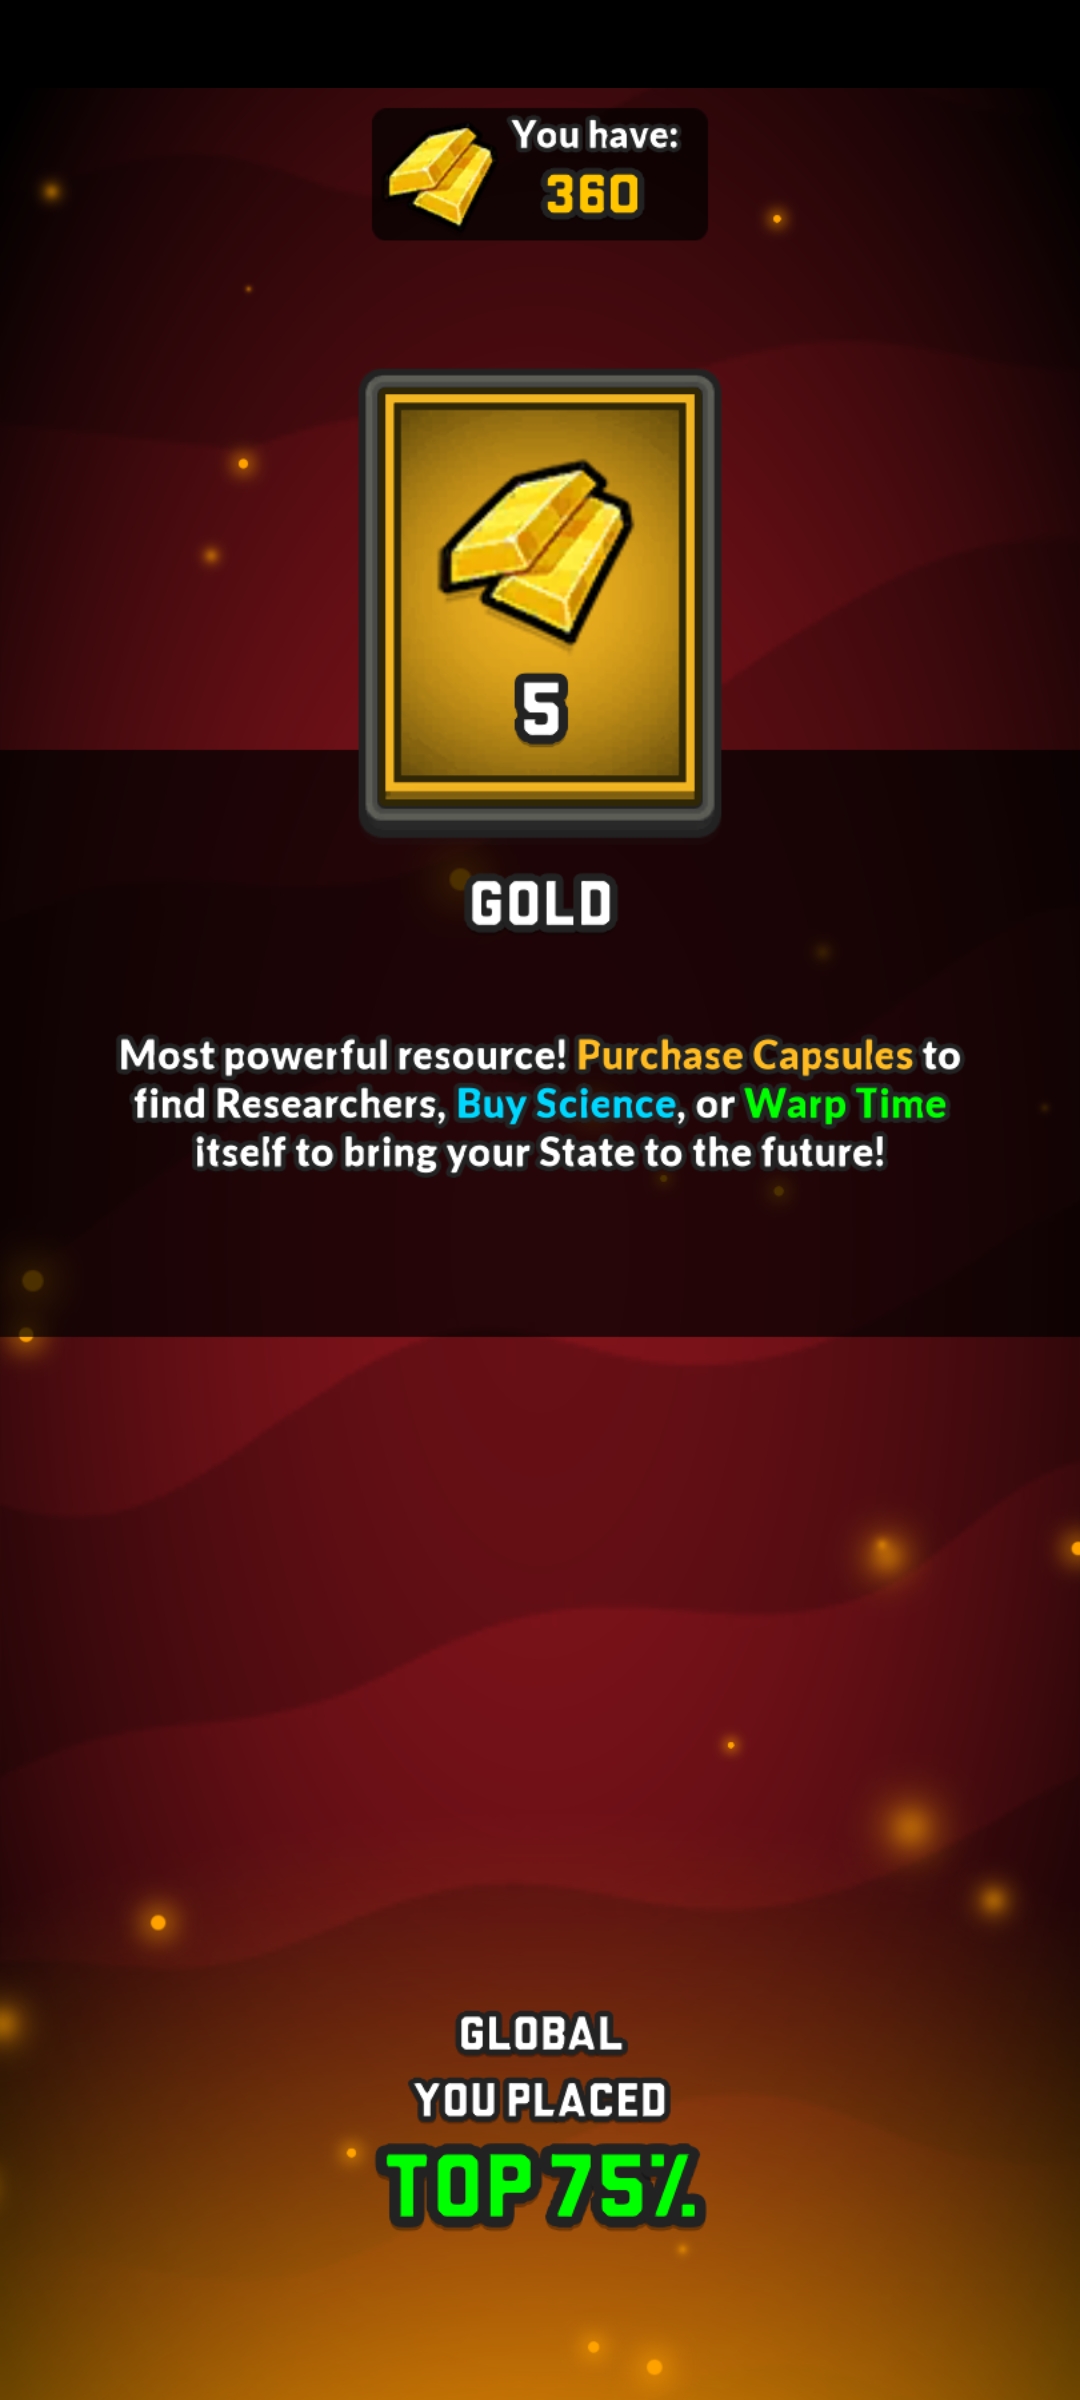 You have:
360
5
GOLD
Most powerful resource! Purchase Capsules to
find Researchers, Buy Science, or Warp Time
itself to bring your State to the future!
GLOBAL
YOU PLACED
TOP 75%